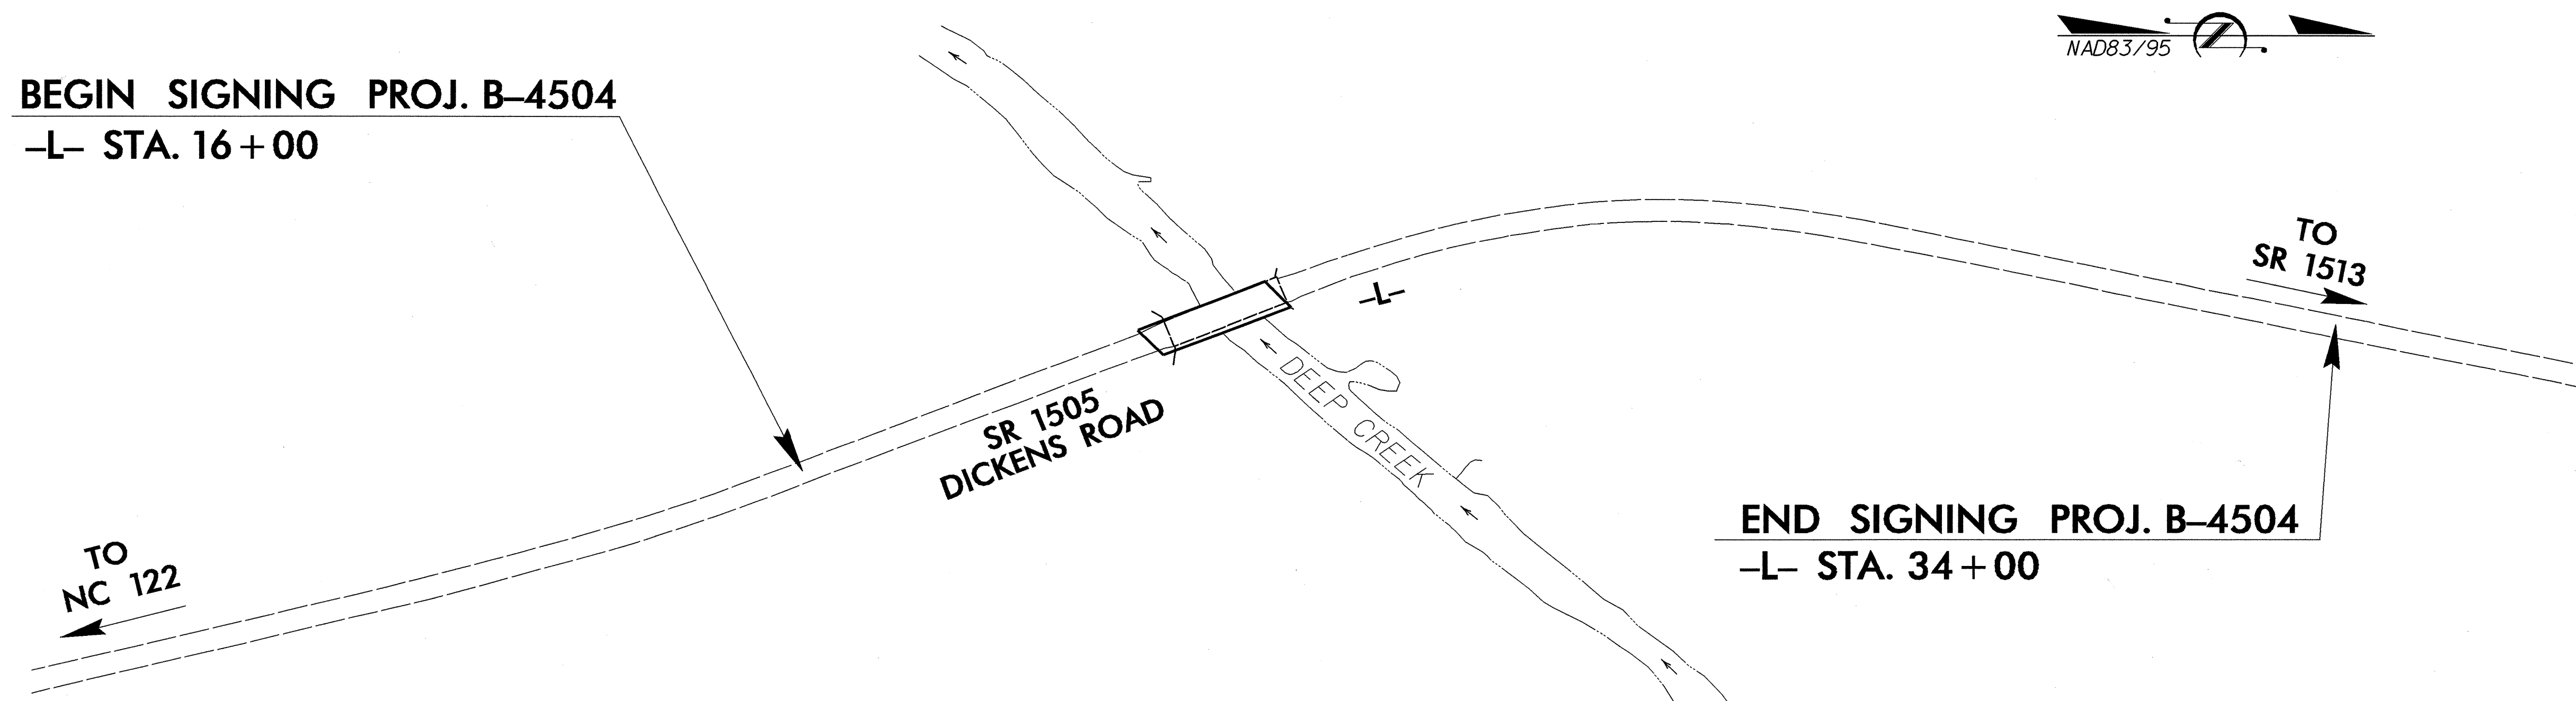 NAD83/95
BEGIN SIGNING PROJ. B–4504
–L– STA. 16+00
TO
SR 1513
–L–
SR 1505
DICKENS ROAD
DEEP CREEK
END SIGNING PROJ. B–4504
–L– STA. 34+00
TO
NC 122